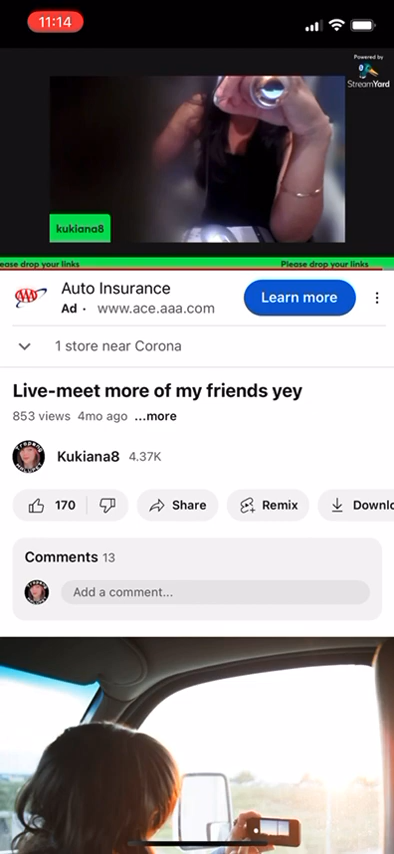 11:14
Powered by
StreamYard
kukiana8
ease drop your links
Please drop your links
AAA
Auto Insurance
Ad · www.ace.aaa.com
Learn more
1 store near Corona
Live-meet more of my friends yey
853 views 4mo ago ...more
Kukiana8 4.37K
170
Share
Remix
Downlo
Comments 13
Add a comment...